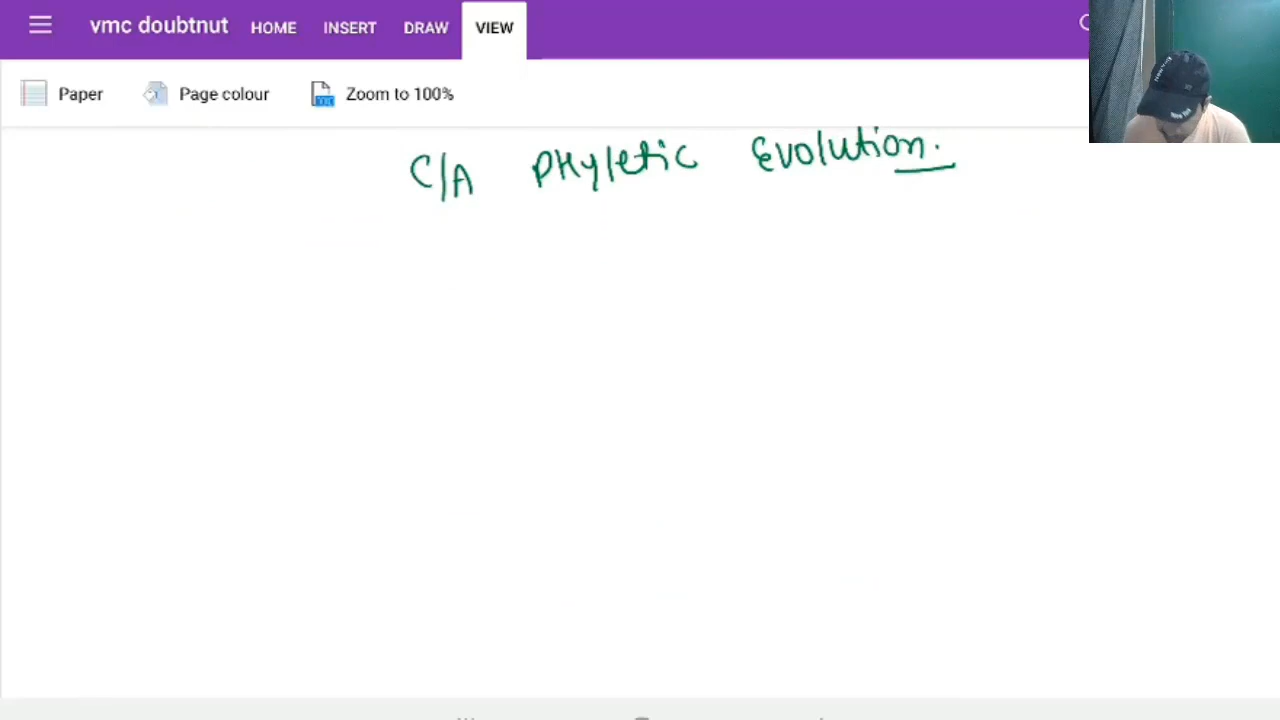 vmc doubtnut HOME INSERT DRAW VIEW
Paper Page colour Zoom to 100%
C/A Phyletic Evolution.